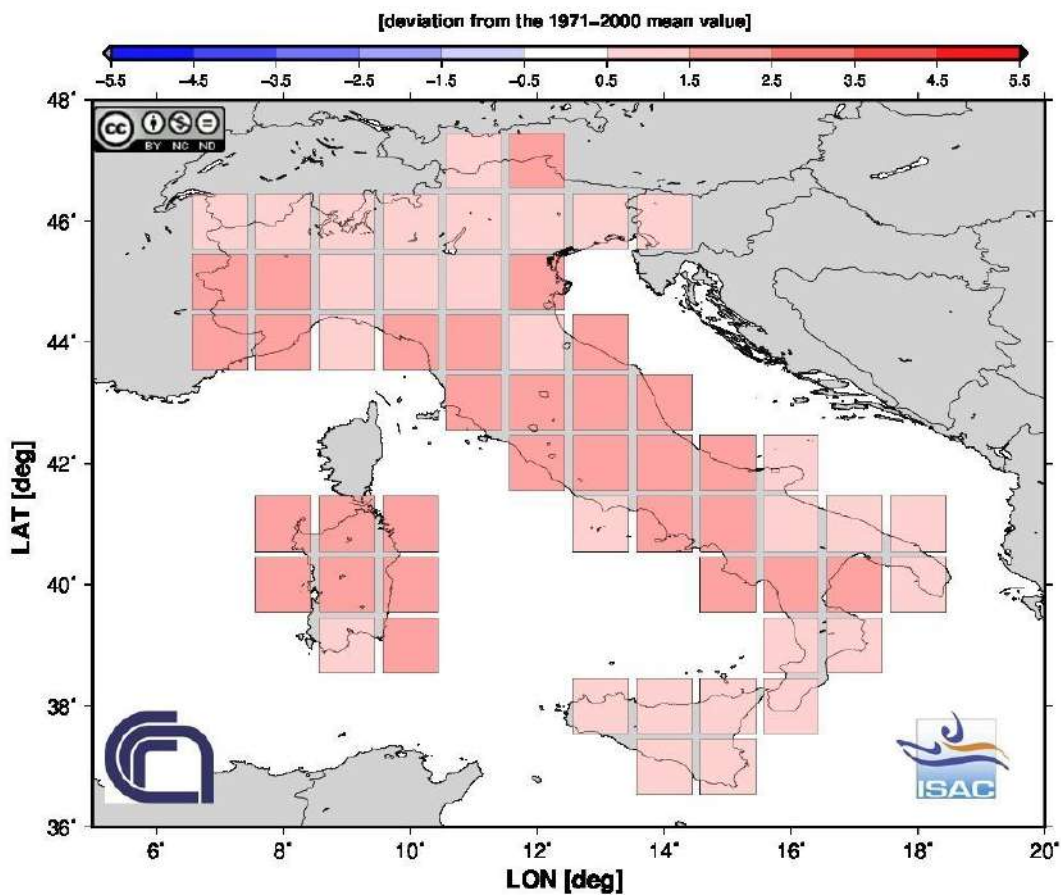 [deviation from the 1971–2000 mean value]
−5.5 −4.5 −3.5 −2.5 −1.5 −0.5 0.5 1.5 2.5 3.5 4.5 5.5
48°
cc
BY NC ND
46°
44°
42°
LAT [deg]
40°
38°
ISAC
36°
6° 8° 10° 12° 14° 16° 18° 20°
LON [deg]